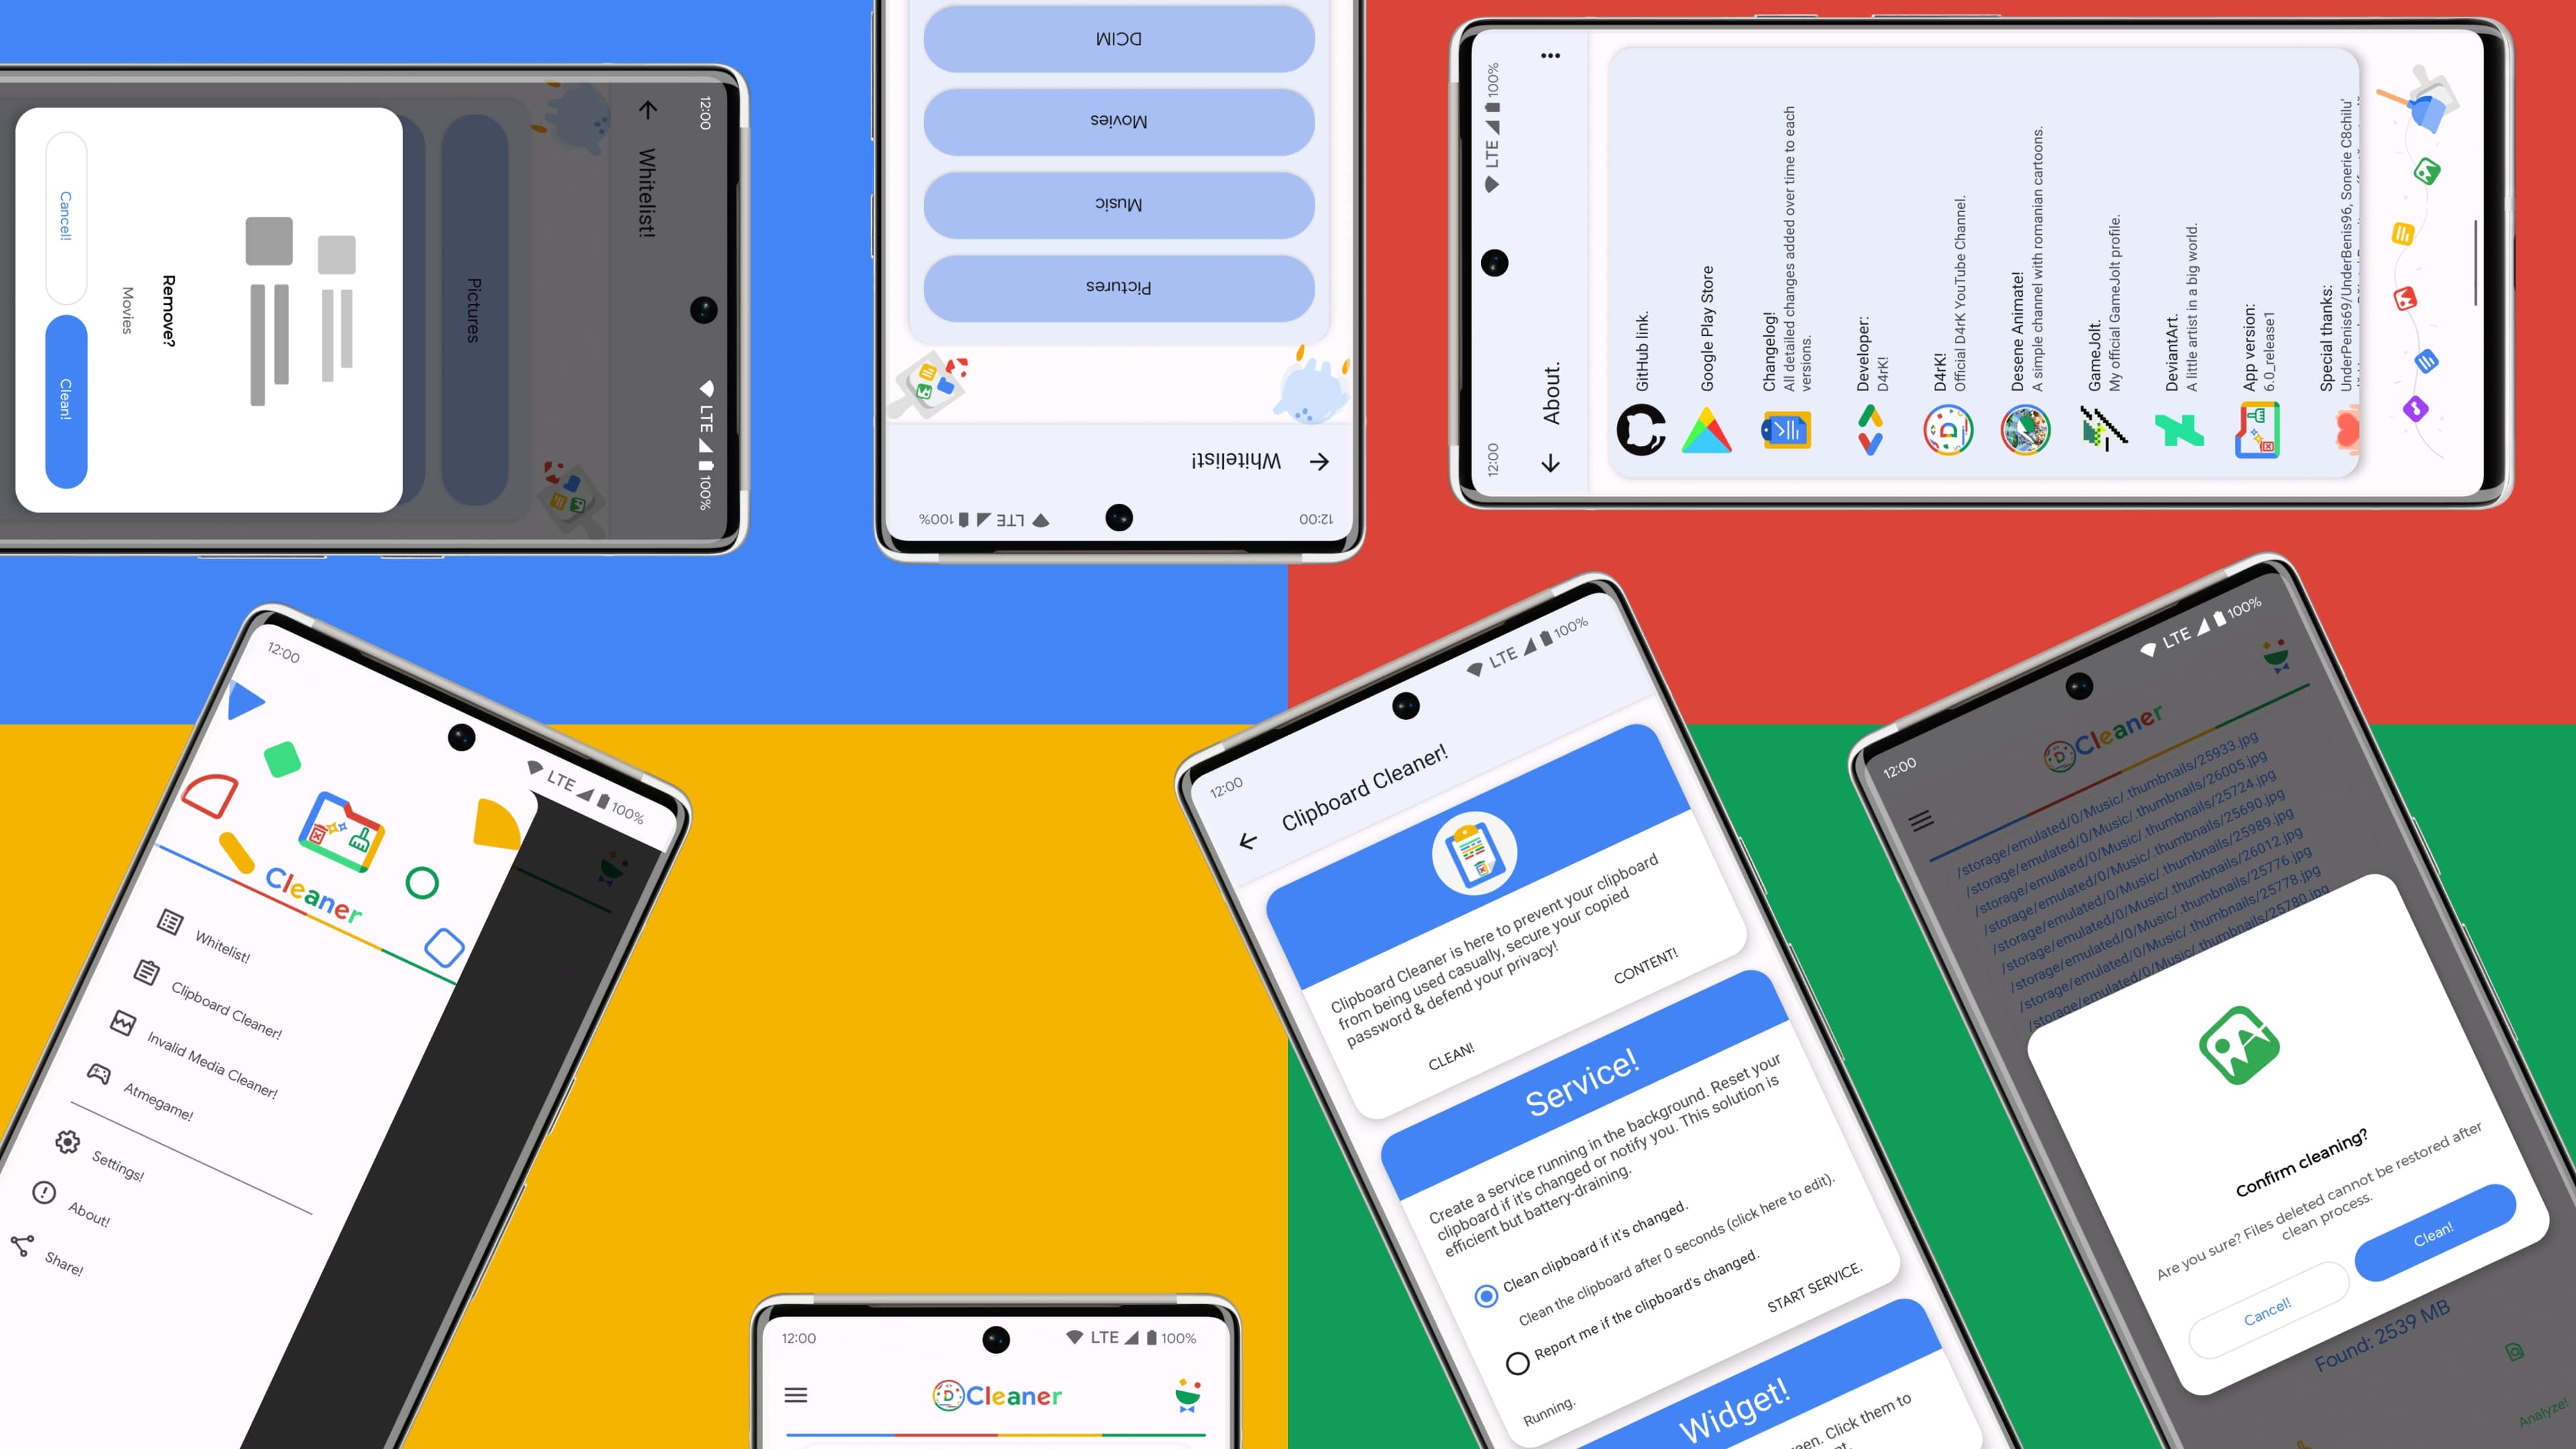 12:00
LTE 100%
Whitelist!
Pictures
Remove?
Movies
Cancel!
Clean!
12:00
LTE 100%
Whitelist!
Pictures
Music
Movies
DCIM
12:00
LTE 100%
About.
GitHub link.
Google Play Store
Changelog!
All detailed changes added over time to each
versions.
Developer:
D4rK!
D4rK!
Official D4rK YouTube Channel.
Desene Animate!
A simple channel with romanian cartoons.
GameJolt.
My official GameJolt profile.
DeviantArt.
A little artist in a big world.
App version:
6.0_release1
Special thanks:
UnderPenis69/UnderBenis96, Sonerie C8chilu'
12:00
LTE 100%
Cleaner
Whitelist!
Clipboard Cleaner!
Invalid Media Cleaner!
Atmegame!
Settings!
About!
Share!
12:00
LTE 100%
D Cleaner
12:00
LTE 100%
Clipboard Cleaner!
Clipboard Cleaner is here to prevent your clipboard
from being used casually, secure your copied
password & defend your privacy!
CLEAN! CONTENT!
Service!
Create a service running in the background. Reset your
clipboard if it's changed or notify you. This solution is
efficient but battery-draining.
Clean clipboard if it's changed.
Clean the clipboard after 0 seconds (click here to edit).
Report me if the clipboard's changed.
START SERVICE.
Running.
Widget!
Click them to
12:00
LTE 100%
D Cleaner
/storage/emulated/0/Music/.thumbnails/25933.jpg
/storage/emulated/0/Music/.thumbnails/26005.jpg
/storage/emulated/0/Music/.thumbnails/25724.jpg
/storage/emulated/0/Music/.thumbnails/25690.jpg
/storage/emulated/0/Music/.thumbnails/25989.jpg
/storage/emulated/0/Music/.thumbnails/26012.jpg
/storage/emulated/0/Music/.thumbnails/25776.jpg
/storage/emulated/0/Music/.thumbnails/25778.jpg
/storage/emulated/0/Music/.thumbnails/25780.jpg
Confirm cleaning?
Are you sure? Files deleted cannot be restored after
clean process.
Cancel!
Clean!
Found: 2539 MB
Analyze!